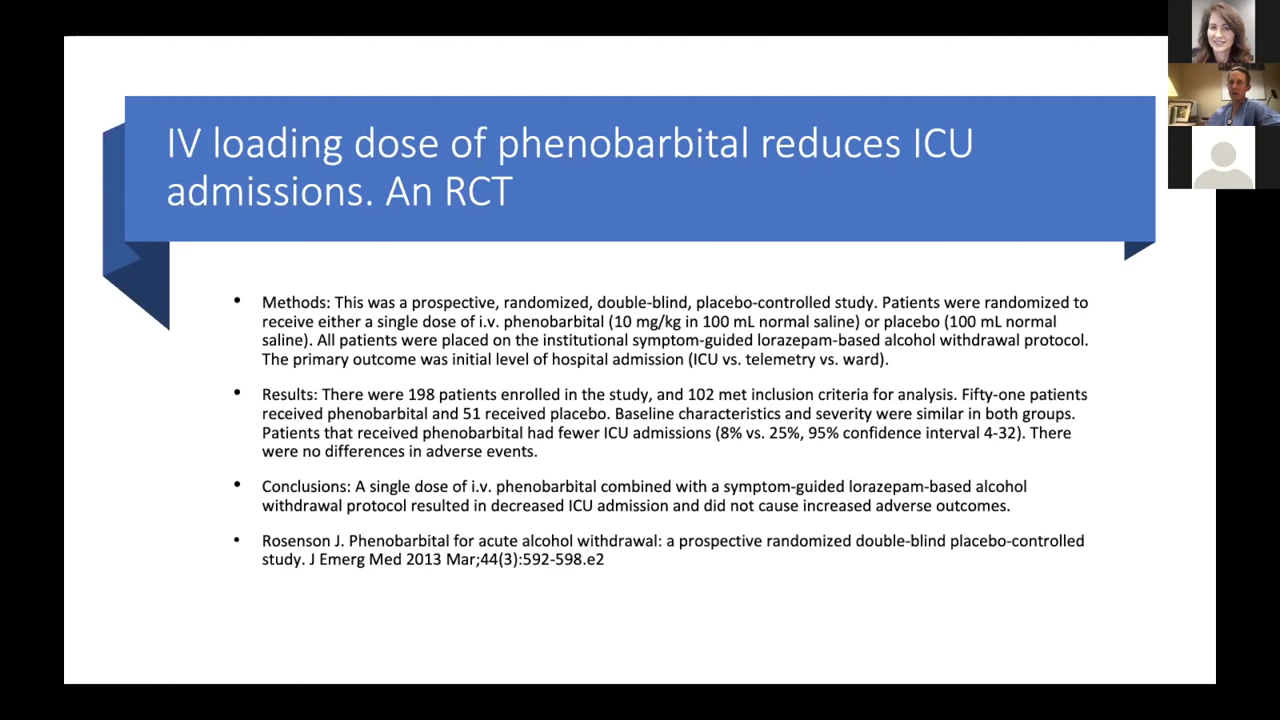 IV loading dose of phenobarbital reduces ICU
admissions. An RCT
• Methods: This was a prospective, randomized, double-blind, placebo-controlled study. Patients were randomized to
receive either a single dose of i.v. phenobarbital (10 mg/kg in 100 mL normal saline) or placebo (100 mL normal
saline). All patients were placed on the institutional symptom-guided lorazepam-based alcohol withdrawal protocol.
The primary outcome was initial level of hospital admission (ICU vs. telemetry vs. ward).
• Results: There were 198 patients enrolled in the study, and 102 met inclusion criteria for analysis. Fifty-one patients
received phenobarbital and 51 received placebo. Baseline characteristics and severity were similar in both groups.
Patients that received phenobarbital had fewer ICU admissions (8% vs. 25%, 95% confidence interval 4-32). There
were no differences in adverse events.
• Conclusions: A single dose of i.v. phenobarbital combined with a symptom-guided lorazepam-based alcohol
withdrawal protocol resulted in decreased ICU admission and did not cause increased adverse outcomes.
• Rosenson J. Phenobarbital for acute alcohol withdrawal: a prospective randomized double-blind placebo-controlled
study. J Emerg Med 2013 Mar;44(3):592-598.e2